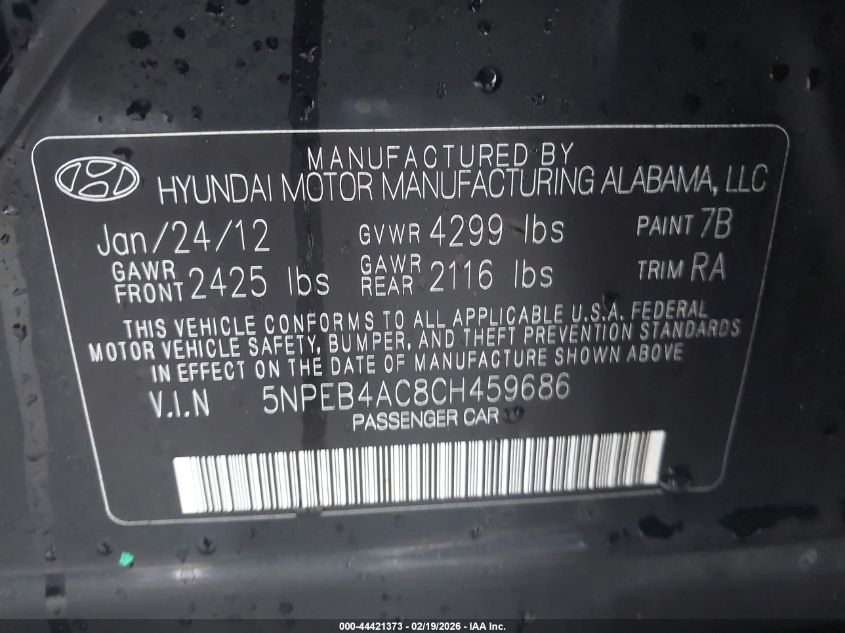 MANUFACTURED BY
HYUNDAI MOTOR MANUFACTURING ALABAMA, LLC
Jan/24/12 GVWR 4299 lbs PAINT 7B
GAWR FRONT 2425 lbs GAWR REAR 2116 lbs TRIM RA
THIS VEHICLE CONFORMS TO ALL APPLICABLE U.S.A. FEDERAL
MOTOR VEHICLE SAFETY, BUMPER, AND THEFT PREVENTION STANDARDS
IN EFFECT ON THE DATE OF MANUFACTURE SHOWN ABOVE
V.I.N 5NPEB4AC8CH459686
PASSENGER CAR
000-44421373 - 02/19/2026 - IAA Inc.